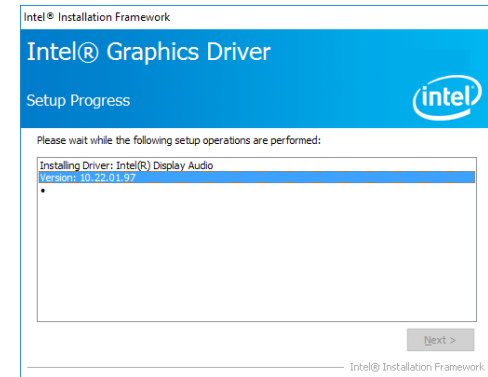 Intel® Installation Framework
Intel® Graphics Driver
Setup Progress
intel
Please wait while the following setup operations are performed:
Installing Driver: Intel(R) Display Audio
Version: 10.22.01.97
•
Next >
Intel® Installation Framework